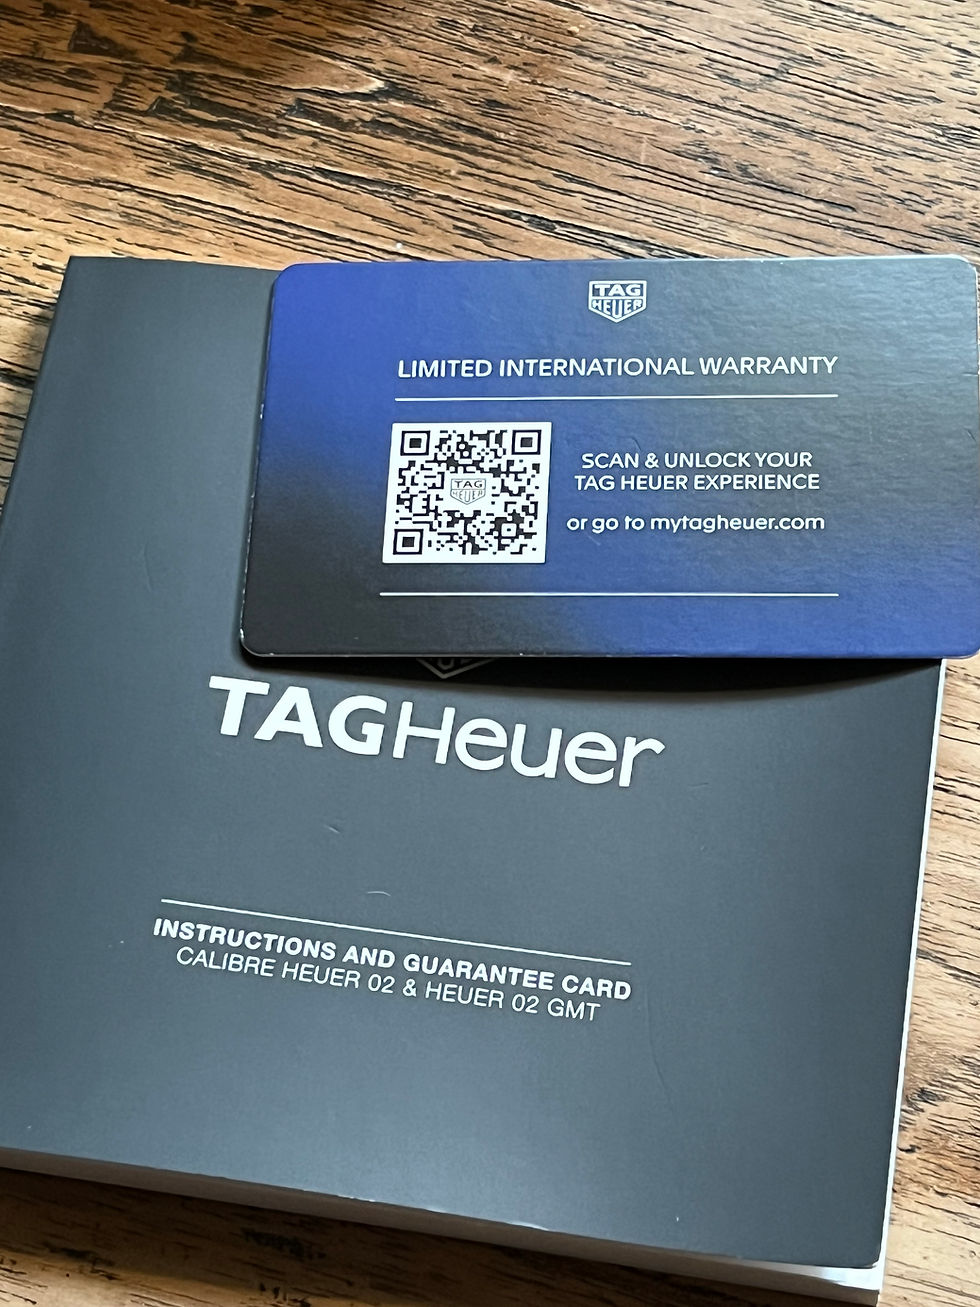 TAG
HEUER
LIMITED INTERNATIONAL WARRANTY
TAG
HEUER
SCAN & UNLOCK YOUR
TAG HEUER EXPERIENCE
or go to mytagheuer.com
TAGHeuer
INSTRUCTIONS AND GUARANTEE CARD
CALIBRE HEUER 02 & HEUER 02 GMT